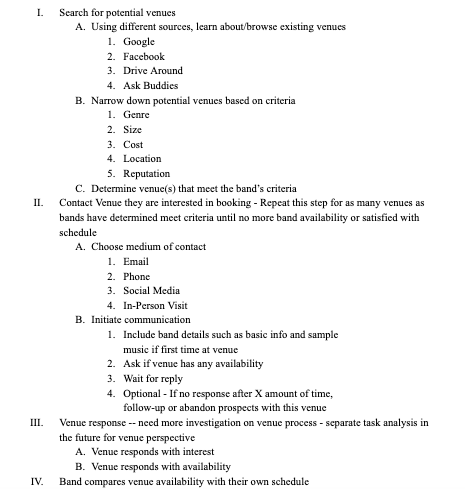 I. Search for potential venues
A. Using different sources, learn about/browse existing venues
1. Google
2. Facebook
3. Drive Around
4. Ask Buddies
B. Narrow down potential venues based on criteria
1. Genre
2. Size
3. Cost
4. Location
5. Reputation
C. Determine venue(s) that meet the band's criteria
II. Contact Venue they are interested in booking - Repeat this step for as many venues as
bands have determined meet criteria until no more band availability or satisfied with
schedule
A. Choose medium of contact
1. Email
2. Phone
3. Social Media
4. In-Person Visit
B. Initiate communication
1. Include band details such as basic info and sample
music if first time at venue
2. Ask if venue has any availability
3. Wait for reply
4. Optional - If no response after X amount of time,
follow-up or abandon prospects with this venue
III. Venue response -- need more investigation on venue process - separate task analysis in
the future for venue perspective
A. Venue responds with interest
B. Venue responds with availability
IV. Band compares venue availability with their own schedule